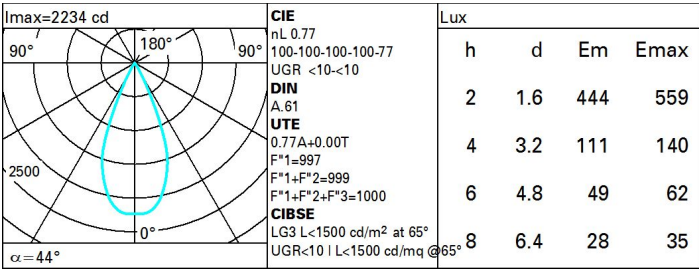 Imax=2234 cd
90°
180°
90°
2500
0°
α=44°
CIE
nL 0.77
100-100-100-100-77
UGR <10-<10
DIN
A.61
UTE
0.77A+0.00T
F"1=997
F"1+F"2=999
F"1+F"2+F"3=1000
CIBSE
LG3 L<1500 cd/m² at 65°
UGR<10 | L<1500 cd/mq @65°
Lux
h d Em Emax
2 1.6 444 559
4 3.2 111 140
6 4.8 49 62
8 6.4 28 35